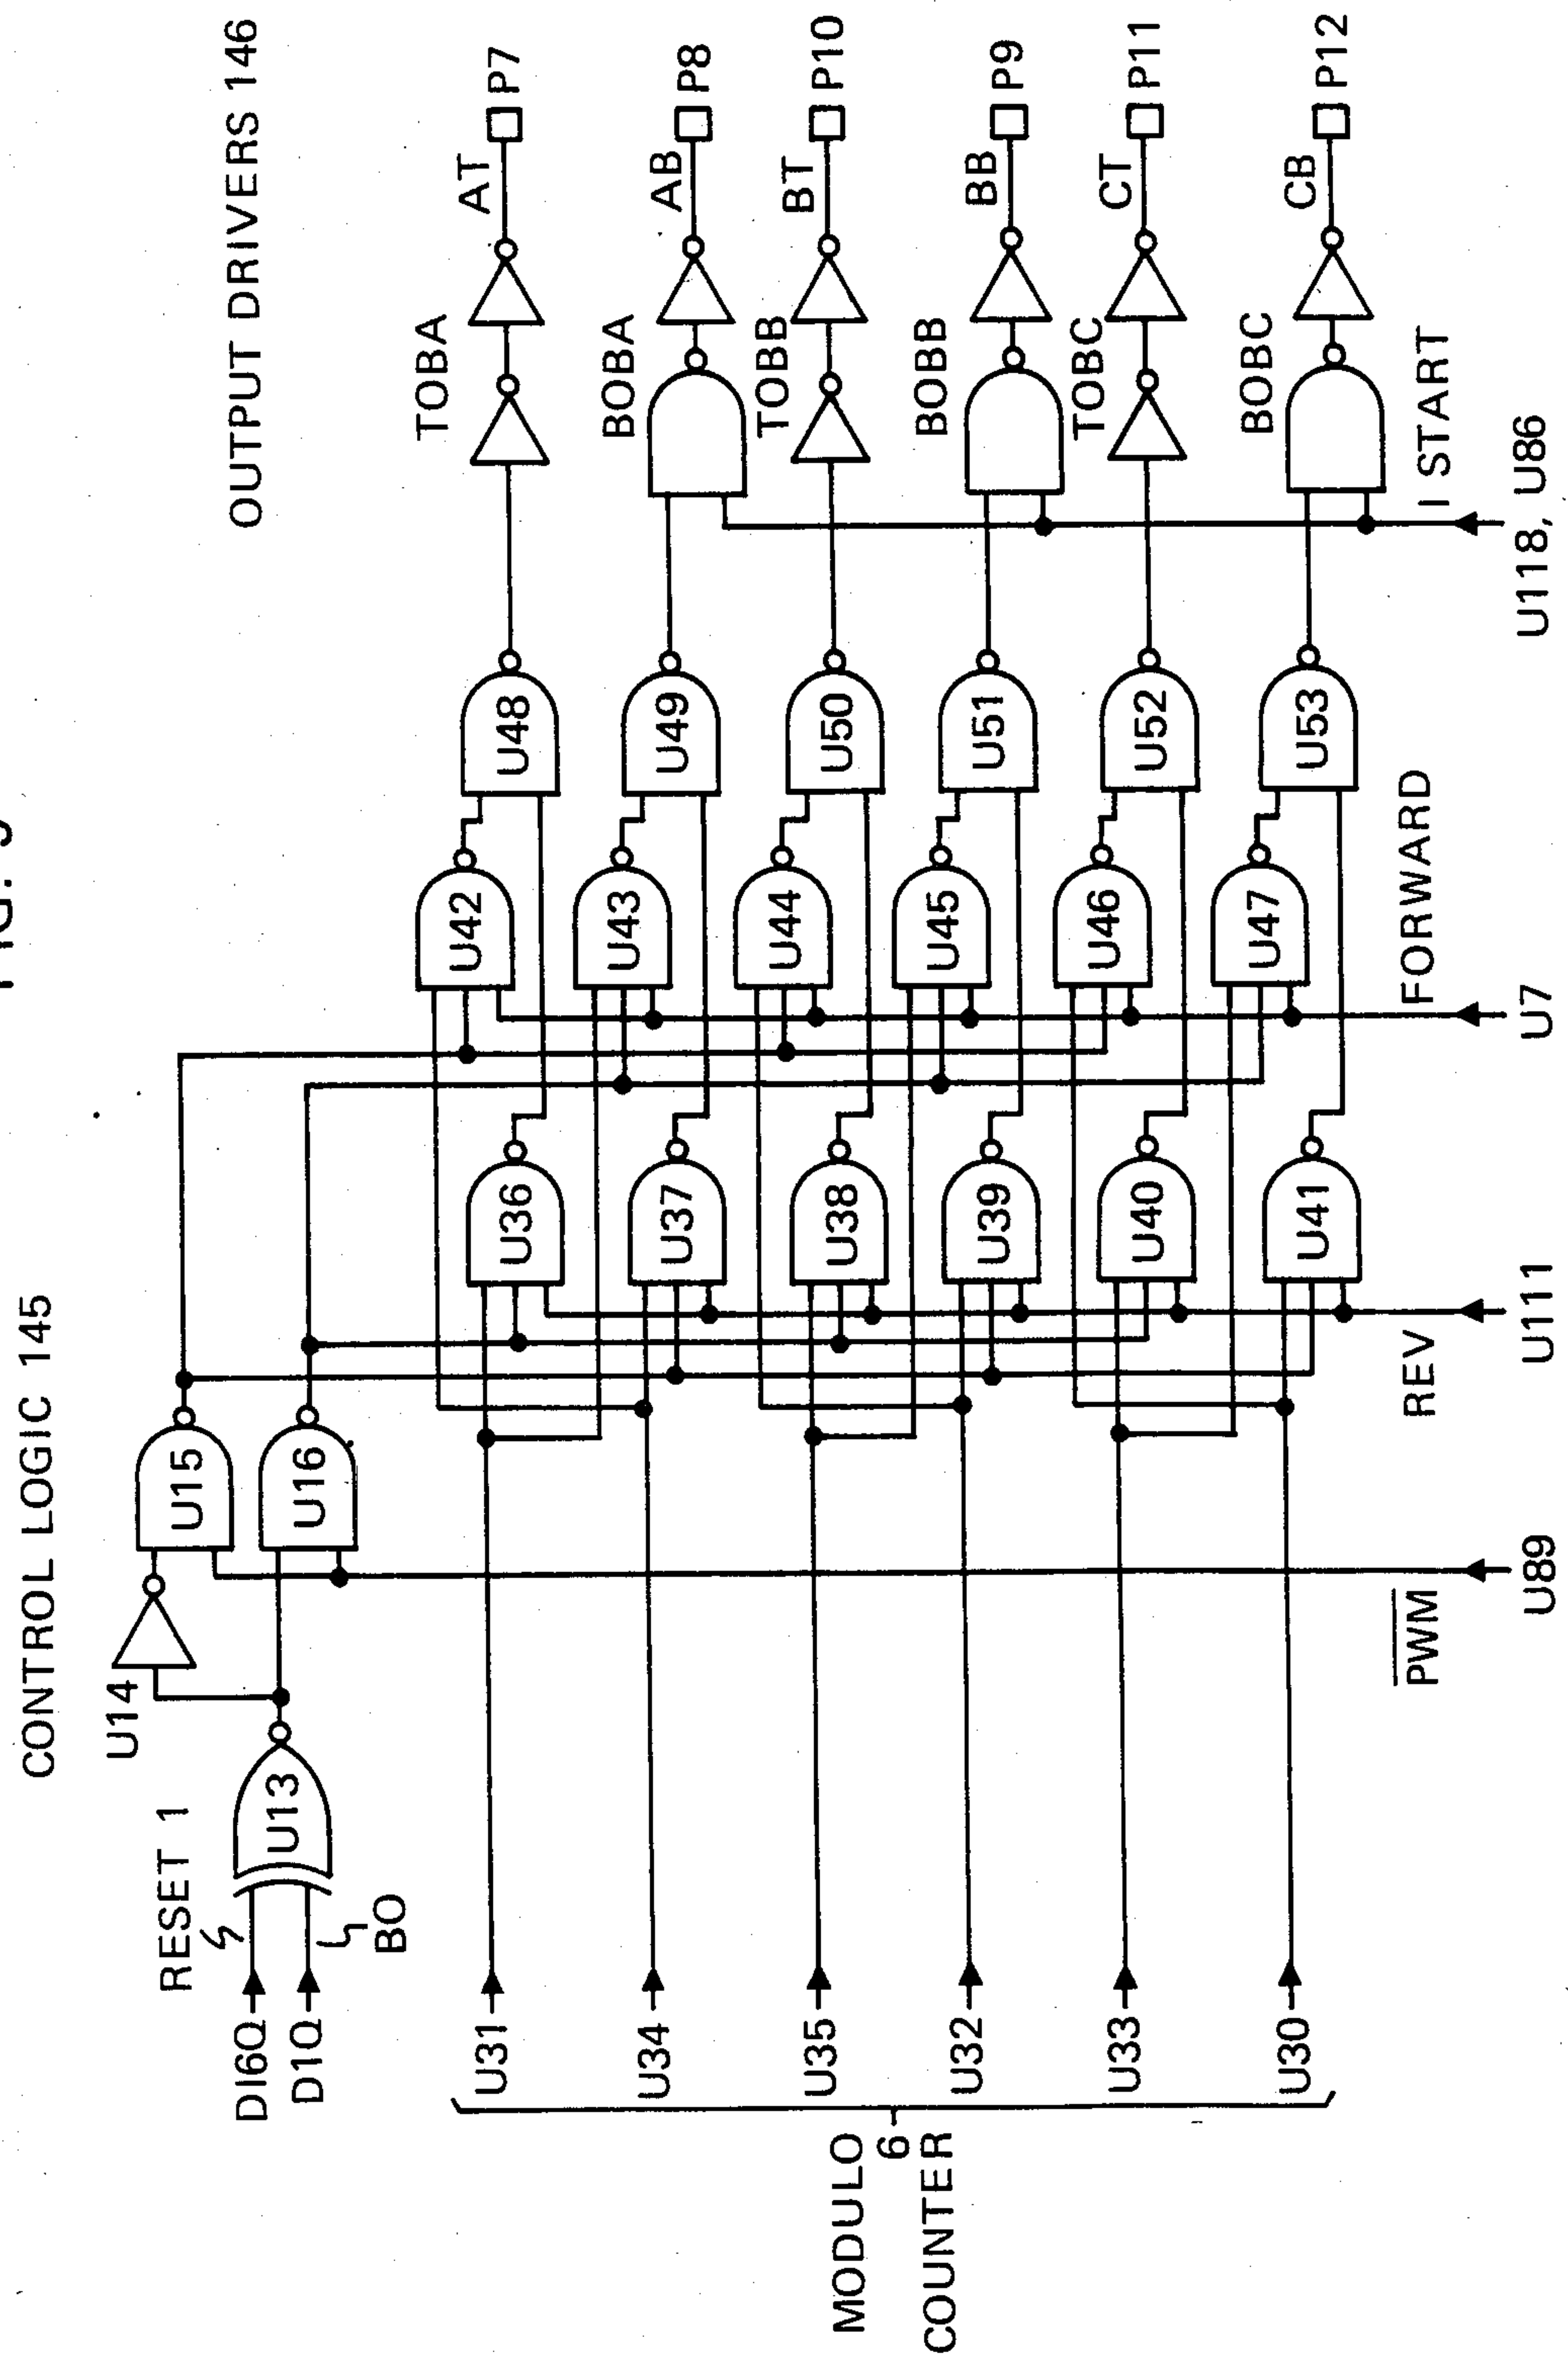 CONTROL LOGIC 145
OUTPUT DRIVERS 146
RESET 1
DI6Q
D1Q
BO
U13
U14
U15
U16
MODULO
6
COUNTER
U31
U34
U35
U32
U33
U30
U36
U37
U38
U39
U40
U41
U42
U43
U44
U45
U46
U47
U48
U49
U50
U51
U52
U53
TOBA
BOBA
TOBB
BOBB
TOBC
BOBC
AT
AB
BT
BB
CT
CB
P7
P8
P10
P9
P11
P12
PWM
U89
REV
U111
FORWARD
U7
I START
U118, U86